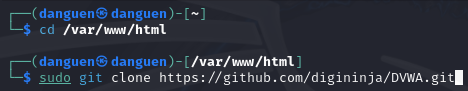 ┌──(danguen㉿danguen)-[~]
└─$ cd /var/www/html
┌──(danguen㉿danguen)-[/var/www/html]
└─$ sudo git clone https://github.com/digininja/DVWA.git